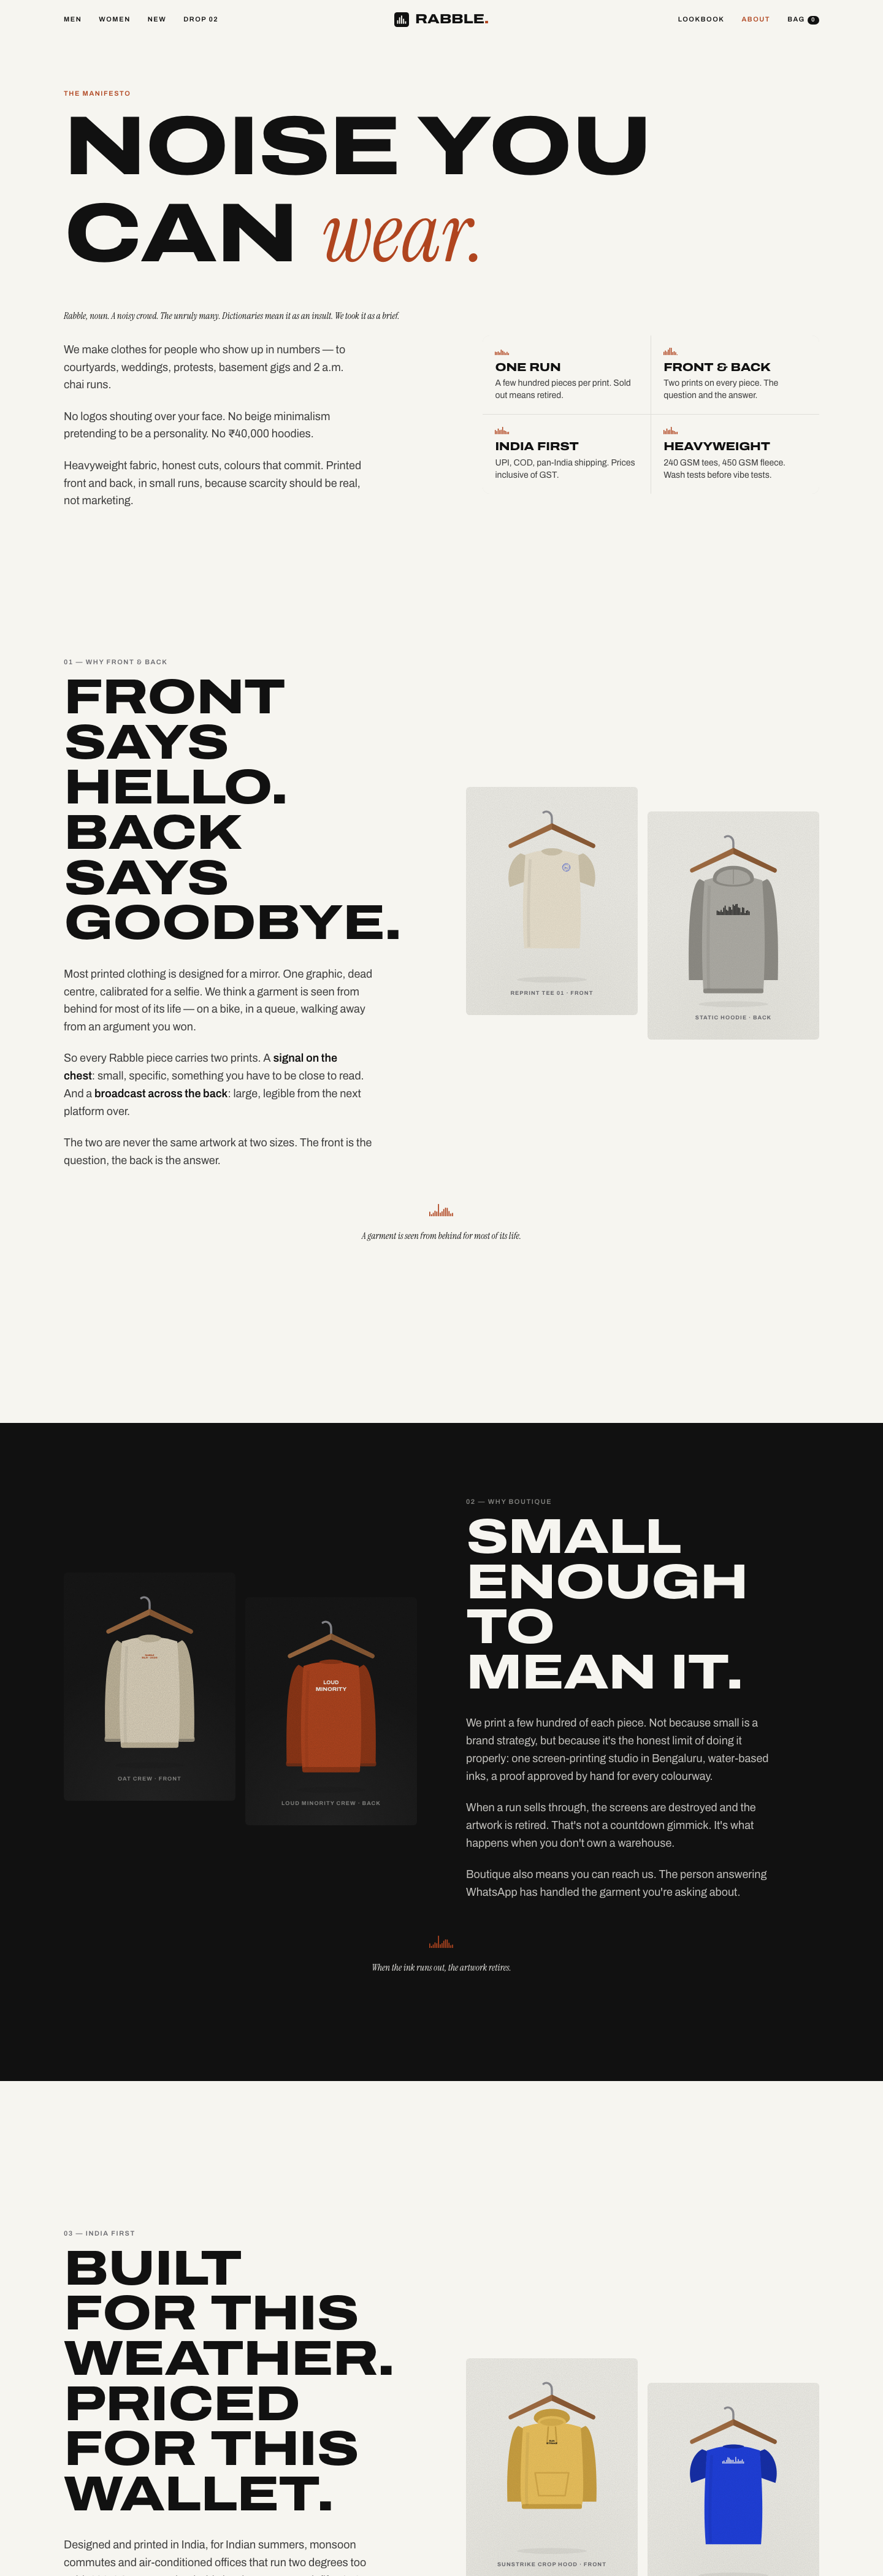 MEN WOMEN NEW DROP 02
RABBLE.
LOOKBOOK ABOUT BAG 0
THE MANIFESTO
NOISE YOU
CAN wear.
Rabble, noun. A noisy crowd. The unruly many. Dictionaries mean it as an insult. We took it as a brief.
We make clothes for people who show up in numbers — to
courtyards, weddings, protests, basement gigs and 2 a.m.
chai runs.
No logos shouting over your face. No beige minimalism
pretending to be a personality. No ₹40,000 hoodies.
Heavyweight fabric, honest cuts, colours that commit. Printed
front and back, in small runs, because scarcity should be real,
not marketing.
ONE RUN
A few hundred pieces per print. Sold
out means retired.
FRONT & BACK
Two prints on every piece. The
question and the answer.
INDIA FIRST
UPI, COD, pan-India shipping. Prices
inclusive of GST.
HEAVYWEIGHT
240 GSM tees, 450 GSM fleece.
Wash tests before vibe tests.
01 — WHY FRONT & BACK
FRONT
SAYS
HELLO.
BACK
SAYS
GOODBYE.
Most printed clothing is designed for a mirror. One graphic, dead
centre, calibrated for a selfie. We think a garment is seen from
behind for most of its life — on a bike, in a queue, walking away
from an argument you won.
So every Rabble piece carries two prints. A signal on the
chest: small, specific, something you have to be close to read.
And a broadcast across the back: large, legible from the next
platform over.
The two are never the same artwork at two sizes. The front is the
question, the back is the answer.
REPRINT TEE 01 · FRONT
STATIC HOODIE · BACK
A garment is seen from behind for most of its life.
LOUD
MINORITY
OAT CREW · FRONT
LOUD MINORITY CREW · BACK
02 — WHY BOUTIQUE
SMALL
ENOUGH
TO
MEAN IT.
We print a few hundred of each piece. Not because small is a
brand strategy, but because it's the honest limit of doing it
properly: one screen-printing studio in Bengaluru, water-based
inks, a proof approved by hand for every colourway.
When a run sells through, the screens are destroyed and the
artwork is retired. That's not a countdown gimmick. It's what
happens when you don't own a warehouse.
Boutique also means you can reach us. The person answering
WhatsApp has handled the garment you're asking about.
When the ink runs out, the artwork retires.
03 — INDIA FIRST
BUILT
FOR THIS
WEATHER.
PRICED
FOR THIS
WALLET.
Designed and printed in India, for Indian summers, monsoon
commutes and air-conditioned offices that run two degrees too
SUNSTRIKE CROP HOOD · FRONT